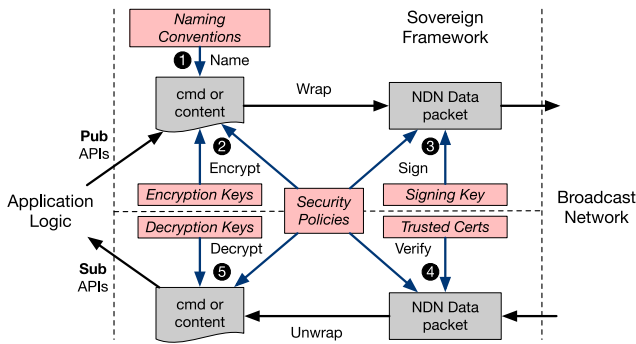 Naming
Conventions
Sovereign
Framework
1
Name
cmd or
content
Wrap
NDN Data
packet
Pub
APIs
2
Encrypt
3
Sign
Encryption Keys
Security
Policies
Signing Key
Application
Logic
Broadcast
Network
Decryption Keys
Trusted Certs
Decrypt
Verify
5
4
Sub
APIs
cmd or
content
Unwrap
NDN Data
packet